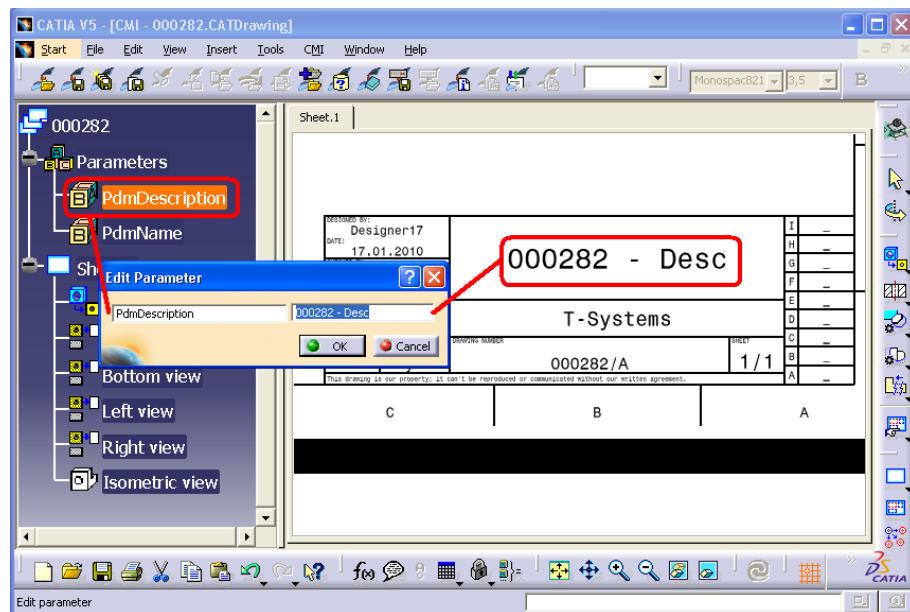 CATIA V5 - [CMI - 000282.CATDrawing]
Start File Edit View Insert Tools CMI Window Help
Monospac821 3,5 B
000282
Parameters
PdmDescription
PdmName
Sh
Bottom view
Left view
Right view
Isometric view
Edit Parameter
PdmDescription 000282 - Desc
OK Cancel
Sheet.1
DESIGNED BY:
Designer17
DATE:
17.01.2010
000282 - Desc
T-Systems
DRAWING NUMBER
000282/A
SHEET
1/1
This drawing is our property; it can't be reproduced or communicated without our written agreement.
I _
H _
G _
F _
E _
D _
C _
B _
A _
C B A
f(x)
DS CATIA
Edit parameter